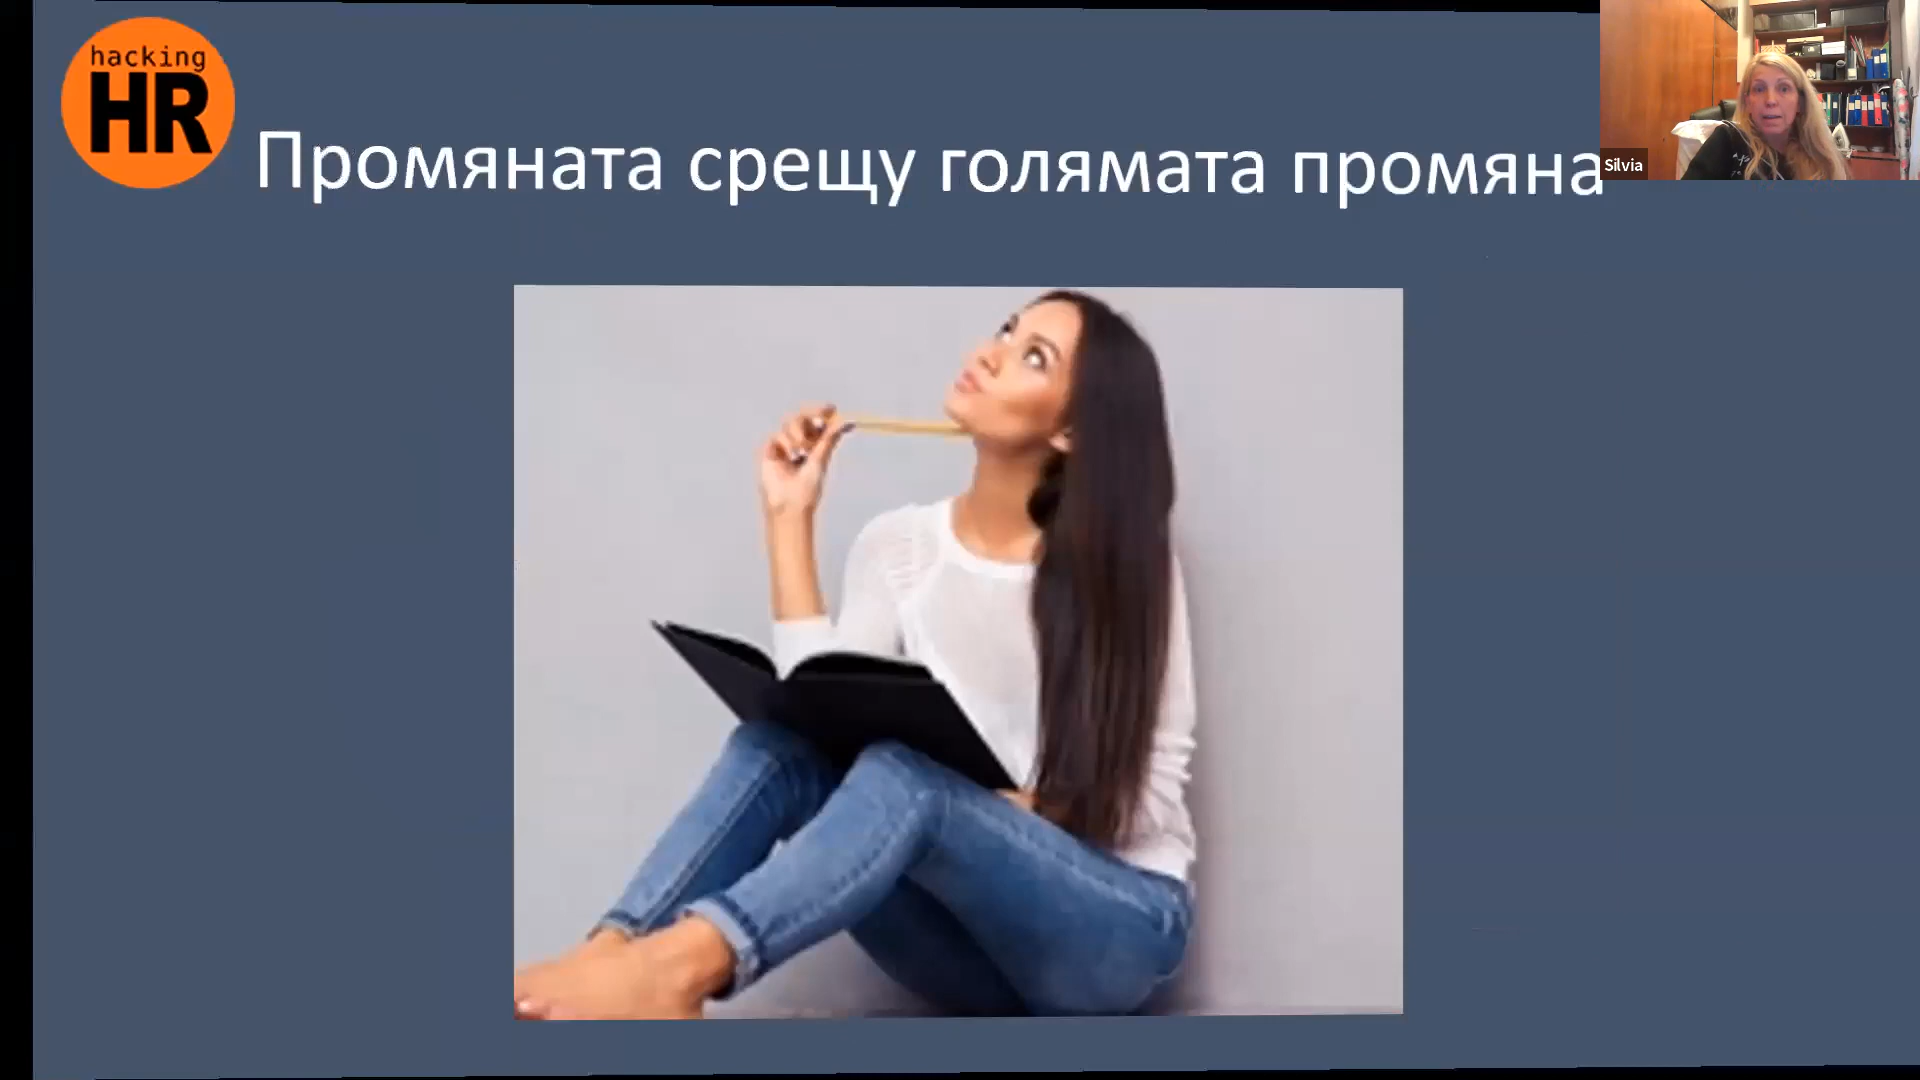 hacking
HR
Промяната срещу голямата промяна
Silvia